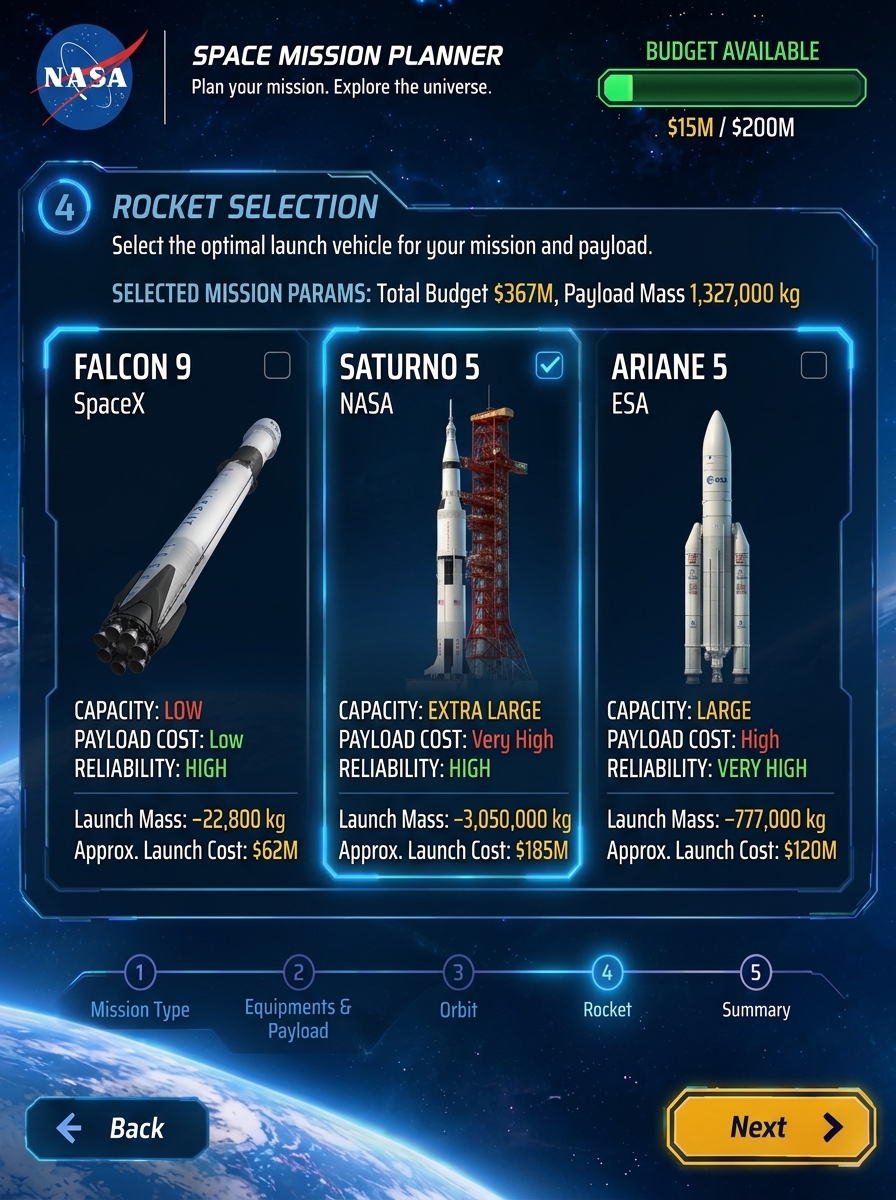 NASA
SPACE MISSION PLANNER
Plan your mission. Explore the universe.
BUDGET AVAILABLE
$15M / $200M
4
ROCKET SELECTION
Select the optimal launch vehicle for your mission and payload.
SELECTED MISSION PARAMS: Total Budget $367M, Payload Mass 1,327,000 kg
FALCON 9
SpaceX
CAPACITY: LOW
PAYLOAD COST: Low
RELIABILITY: HIGH
Launch Mass: –22,800 kg
Approx. Launch Cost: $62M
SATURNO 5
NASA
CAPACITY: EXTRA LARGE
PAYLOAD COST: Very High
RELIABILITY: HIGH
Launch Mass: –3,050,000 kg
Approx. Launch Cost: $185M
ARIANE 5
ESA
CAPACITY: LARGE
PAYLOAD COST: High
RELIABILITY: VERY HIGH
Launch Mass: –777,000 kg
Approx. Launch Cost: $120M
1
Mission Type
2
Equipments &
Payload
3
Orbit
4
Rocket
5
Summary
Back
Next